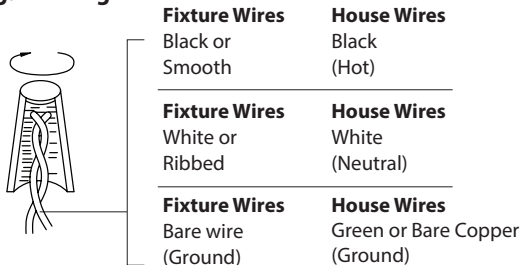 Fixture Wires House Wires
Black or Black
Smooth (Hot)
Fixture Wires House Wires
White or White
Ribbed (Neutral)
Fixture Wires House Wires
Bare wire Green or Bare Copper
(Ground) (Ground)